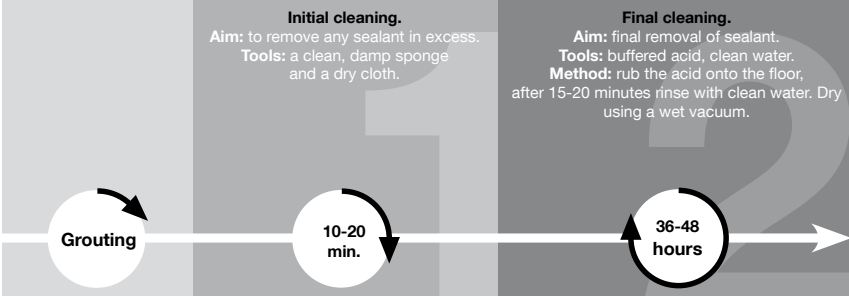 Initial cleaning.
Aim: to remove any sealant in excess.
Tools: a clean, damp sponge
and a dry cloth.
Final cleaning.
Aim: final removal of sealant.
Tools: buffered acid, clean water.
Method: rub the acid onto the floor,
after 15-20 minutes rinse with clean water. Dry
using a wet vacuum.
1
2
Grouting
10-20
min.
36-48
hours